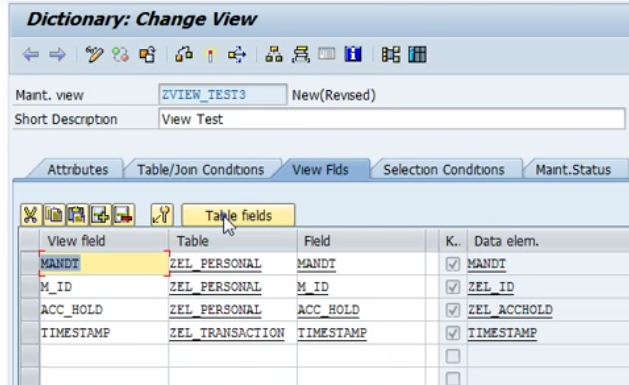 Dictionary: Change View
Maint. view ZVIEW_TEST3 New(Revised)
Short Description View Test
Attributes Table/Join Conditions View Flds Selection Conditions Maint.Status
Table fields
View field Table Field K.. Data elem.
MANDT ZEL_PERSONAL MANDT MANDT
M_ID ZEL_PERSONAL M_ID ZEL_ID
ACC_HOLD ZEL_PERSONAL ACC_HOLD ZEL_ACCHOLD
TIMESTAMP ZEL_TRANSACTION TIMESTAMP TIMESTAMP